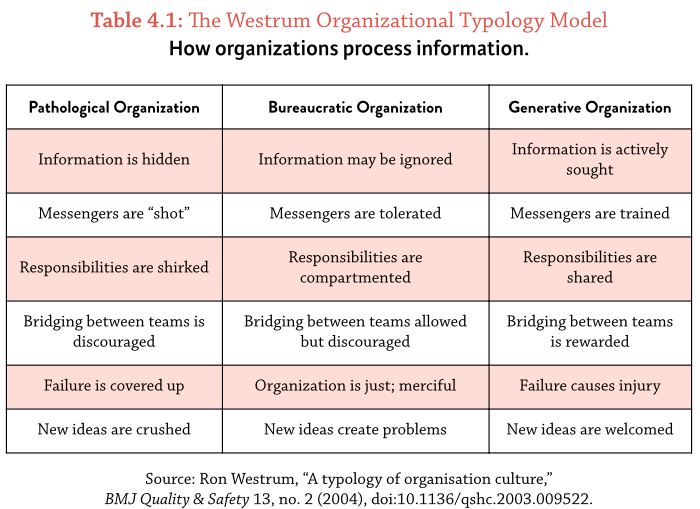 Table 4.1: The Westrum Organizational Typology Model
How organizations process information.
Pathological Organization
Bureaucratic Organization
Generative Organization
Information is hidden
Information may be ignored
Information is actively
sought
Messengers are “shot”
Messengers are tolerated
Messengers are trained
Responsibilities are shirked
Responsibilities are
compartmented
Responsibilities are
shared
Bridging between teams is
discouraged
Bridging between teams allowed
but discouraged
Bridging between teams
is rewarded
Failure is covered up
Organization is just; merciful
Failure causes injury
New ideas are crushed
New ideas create problems
New ideas are welcomed
Source: Ron Westrum, “A typology of organisation culture,”
BMJ Quality & Safety 13, no. 2 (2004), doi:10.1136/qshc.2003.009522.